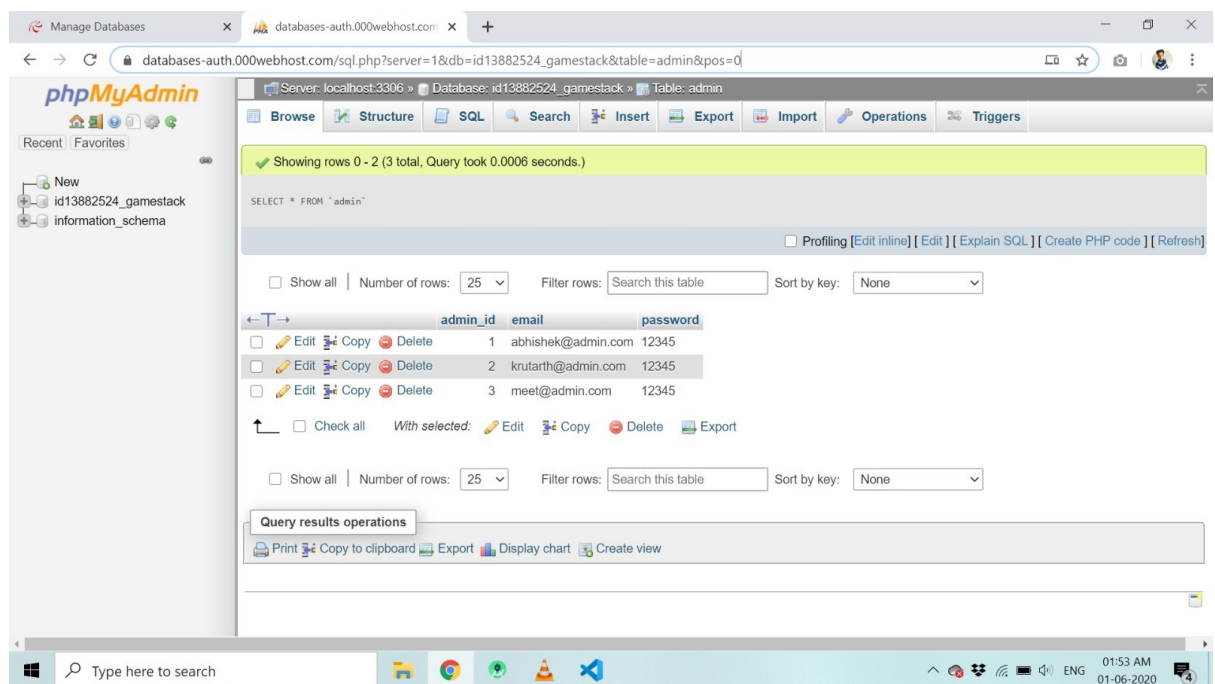 Manage Databases
databases-auth.000webhost.com
databases-auth.000webhost.com/sql.php?server=1&db=id13882524_gamestack&table=admin&pos=0
phpMyAdmin
Recent Favorites
New
id13882524_gamestack
information_schema
Server: localhost:3306 » Database: id13882524_gamestack » Table: admin
Browse Structure SQL Search Insert Export Import Operations Triggers
Showing rows 0 - 2 (3 total, Query took 0.0006 seconds.)
SELECT * FROM `admin`
Profiling [Edit inline] [ Edit ] [ Explain SQL ] [ Create PHP code ] [ Refresh]
Show all | Number of rows: 25 Filter rows: Search this table Sort by key: None
←T→ admin_id email password
Edit Copy Delete 1 abhishek@admin.com 12345
Edit Copy Delete 2 krutarth@admin.com 12345
Edit Copy Delete 3 meet@admin.com 12345
Check all With selected: Edit Copy Delete Export
Show all | Number of rows: 25 Filter rows: Search this table Sort by key: None
Query results operations
Print Copy to clipboard Export Display chart Create view
Type here to search
ENG
01:53 AM
01-06-2020
4